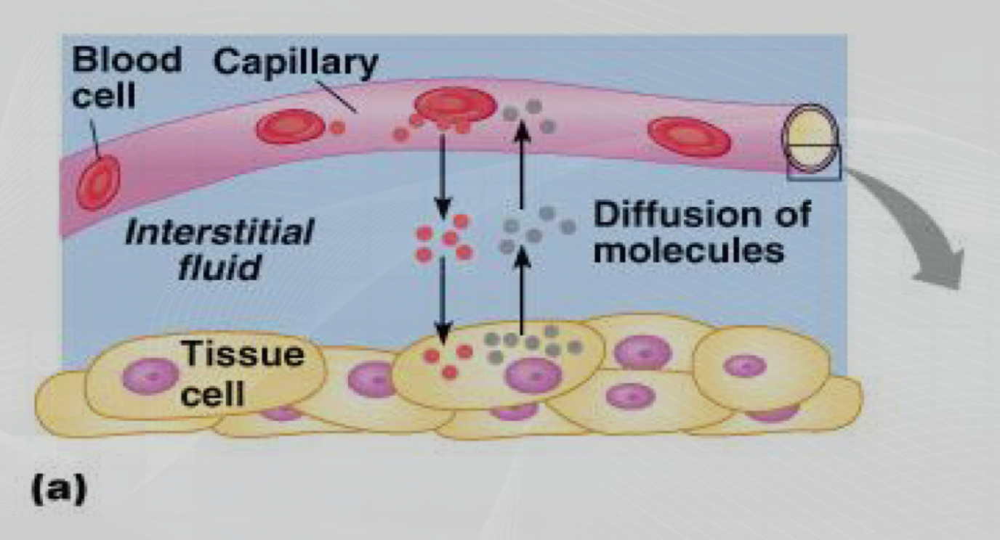 Blood
cell
Capillary
Interstitial
fluid
Diffusion of
molecules
Tissue
cell
(a)